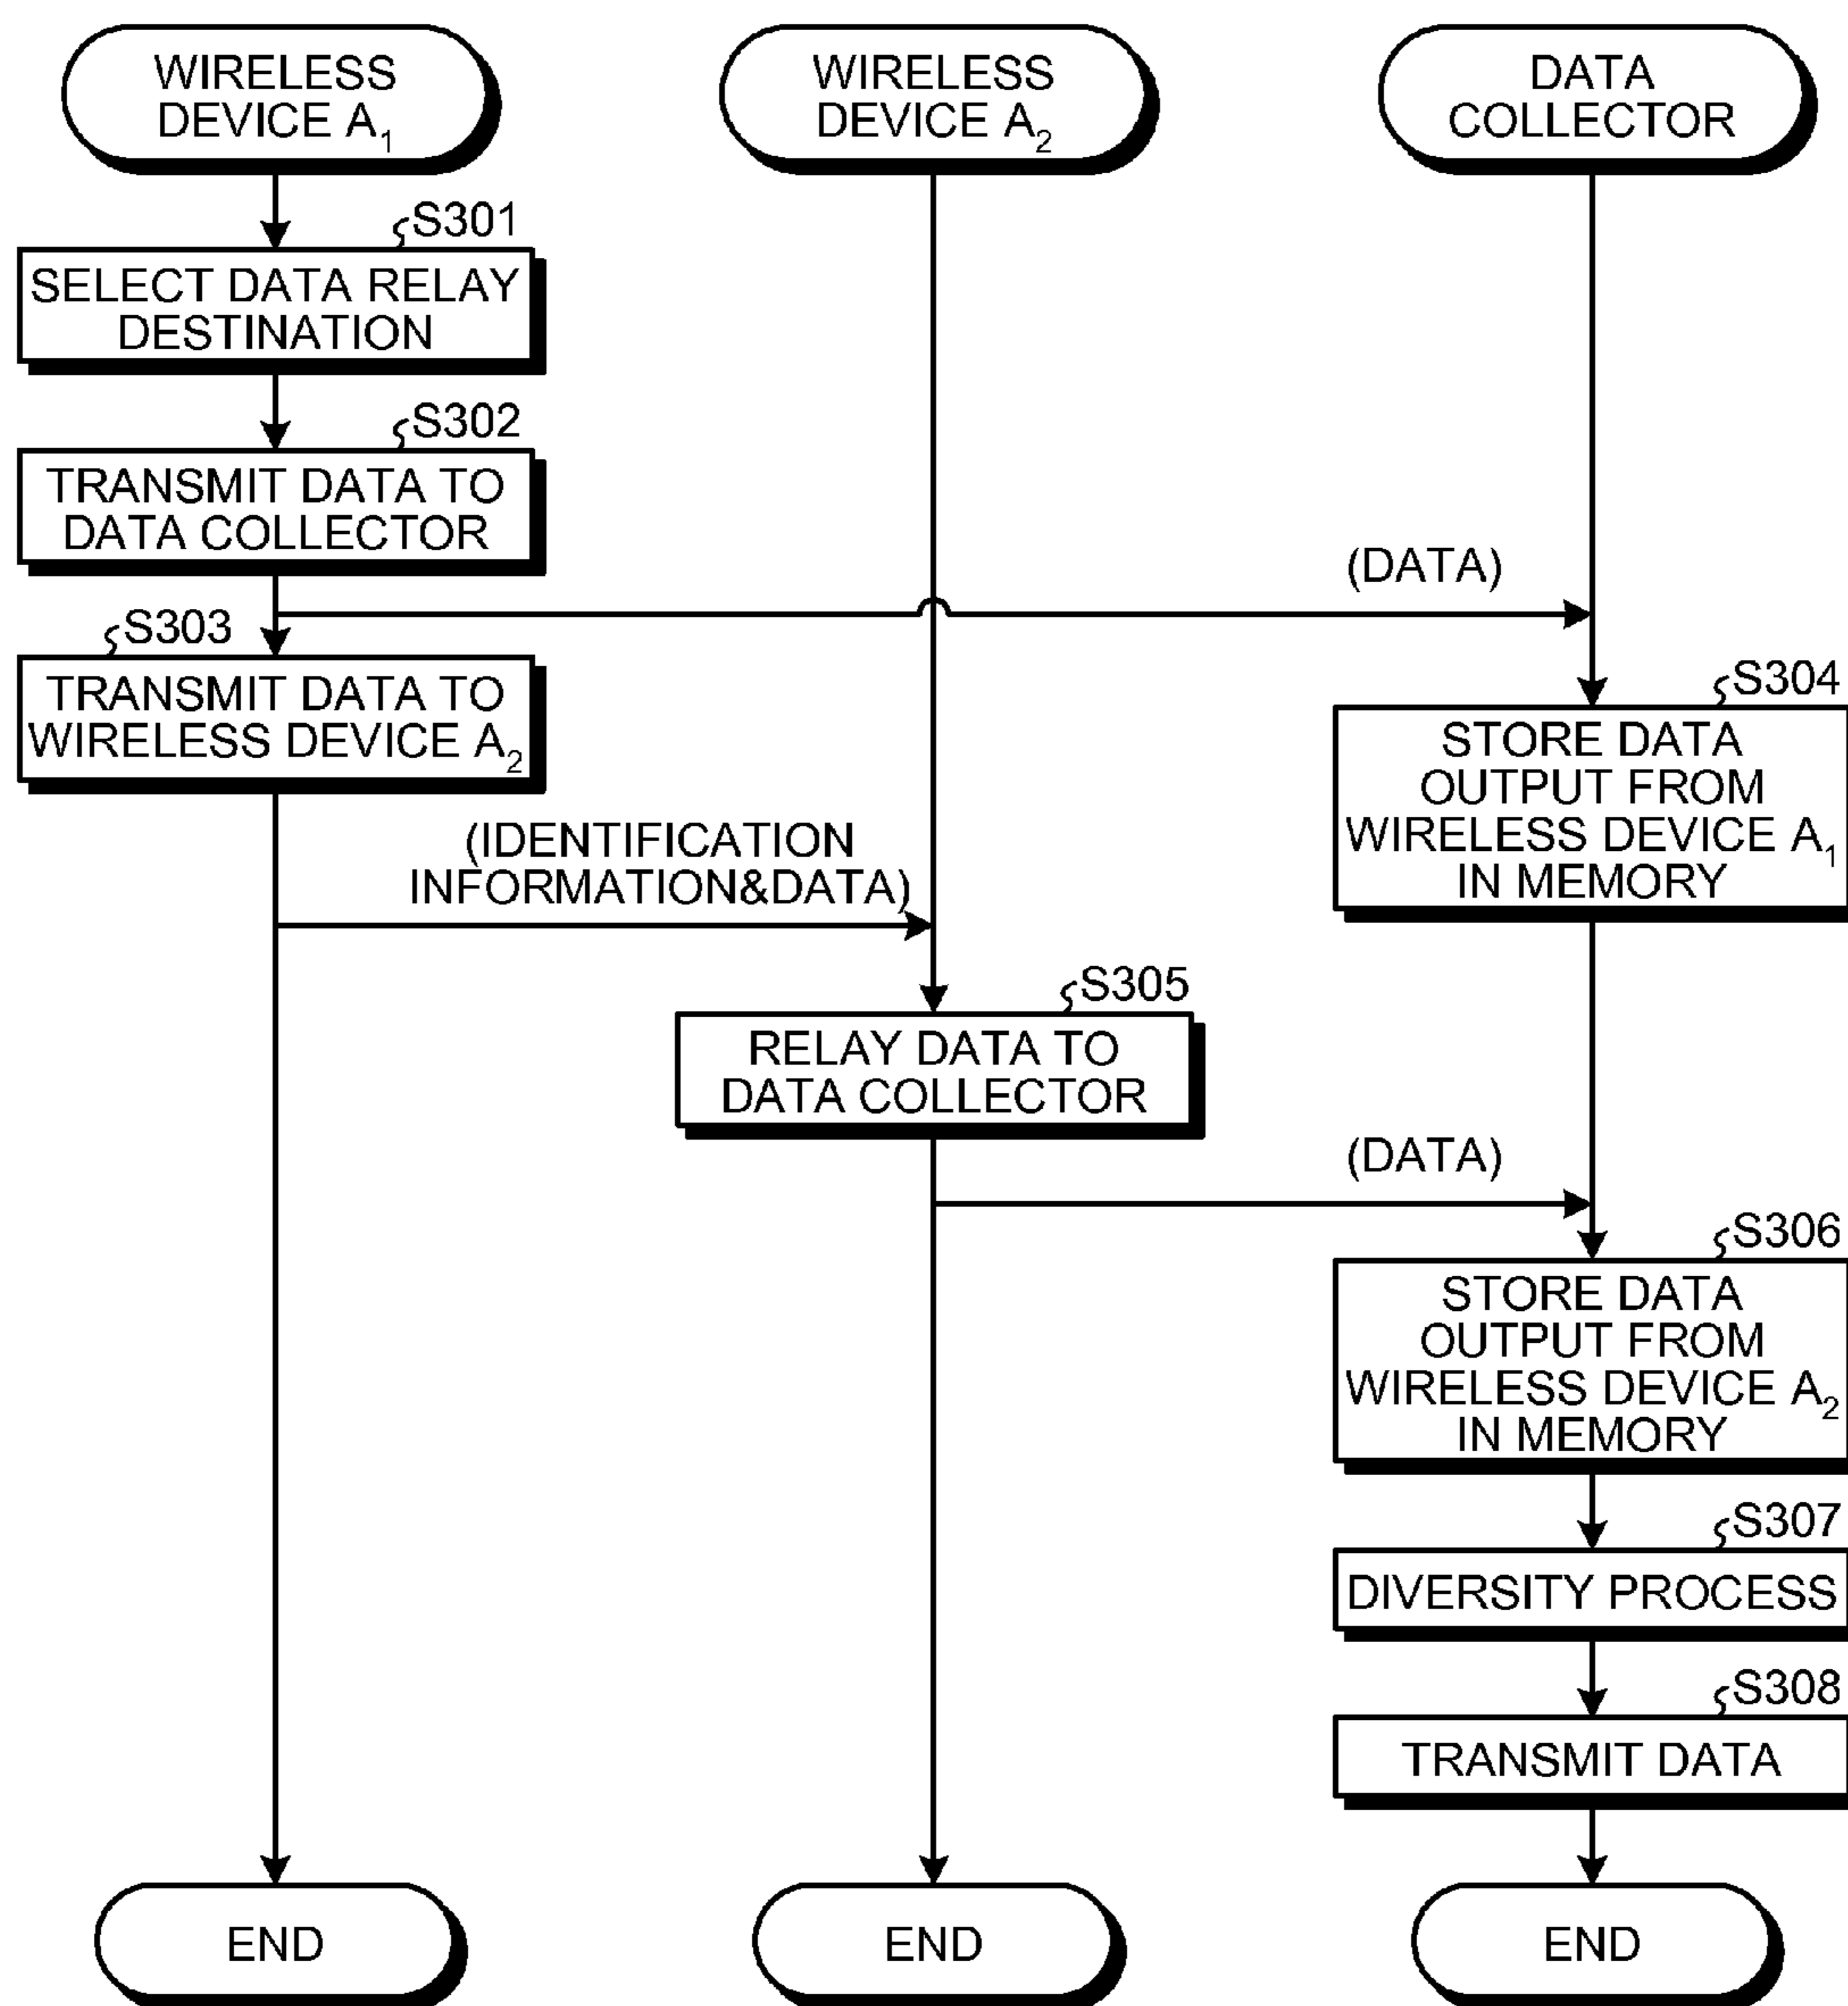 WIRELESS
DEVICE A1
WIRELESS
DEVICE A2
DATA
COLLECTOR
S301
SELECT DATA RELAY
DESTINATION
S302
TRANSMIT DATA TO
DATA COLLECTOR
(DATA)
S303
TRANSMIT DATA TO
WIRELESS DEVICE A2
S304
STORE DATA
OUTPUT FROM
WIRELESS DEVICE A1
IN MEMORY
(IDENTIFICATION
INFORMATION&DATA)
S305
RELAY DATA TO
DATA COLLECTOR
(DATA)
S306
STORE DATA
OUTPUT FROM
WIRELESS DEVICE A2
IN MEMORY
S307
DIVERSITY PROCESS
S308
TRANSMIT DATA
END
END
END